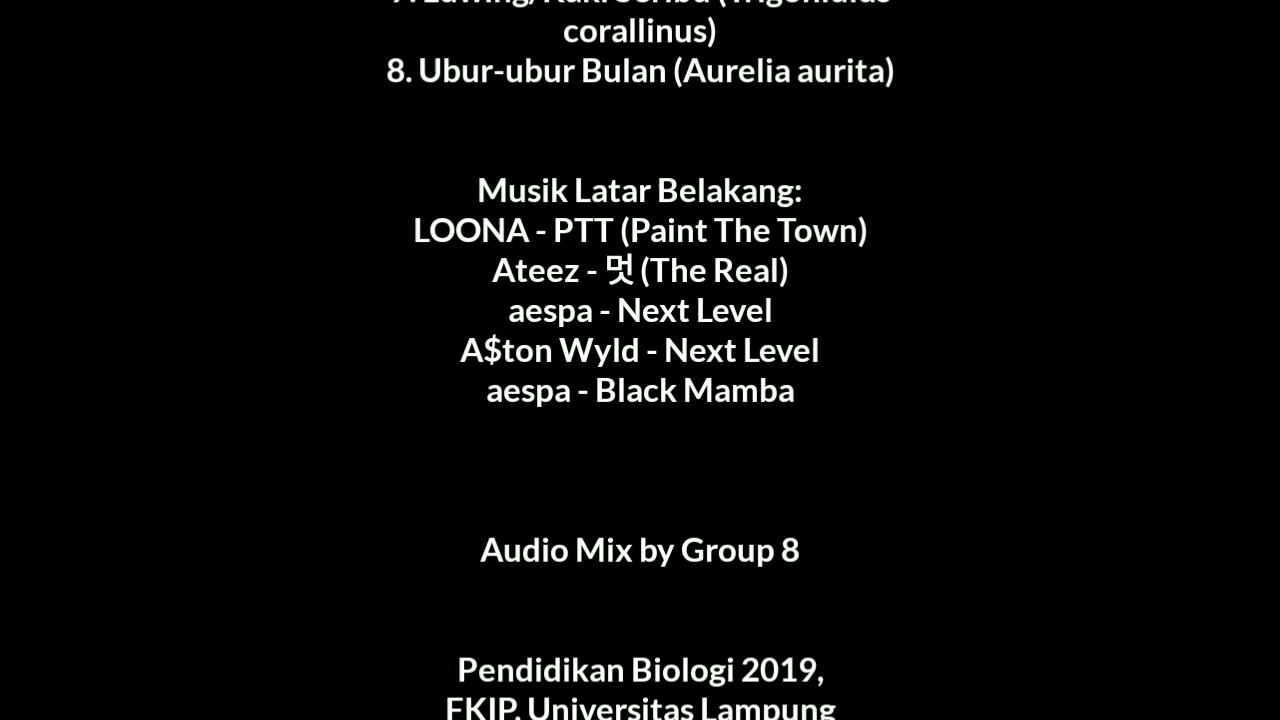 corallinus)
8. Ubur-ubur Bulan (Aurelia aurita)
Musik Latar Belakang:
LOONA - PTT (Paint The Town)
Ateez - 멋 (The Real)
aespa - Next Level
A$ton Wyld - Next Level
aespa - Black Mamba
Audio Mix by Group 8
Pendidikan Biologi 2019,
FKIP, Universitas Lampung